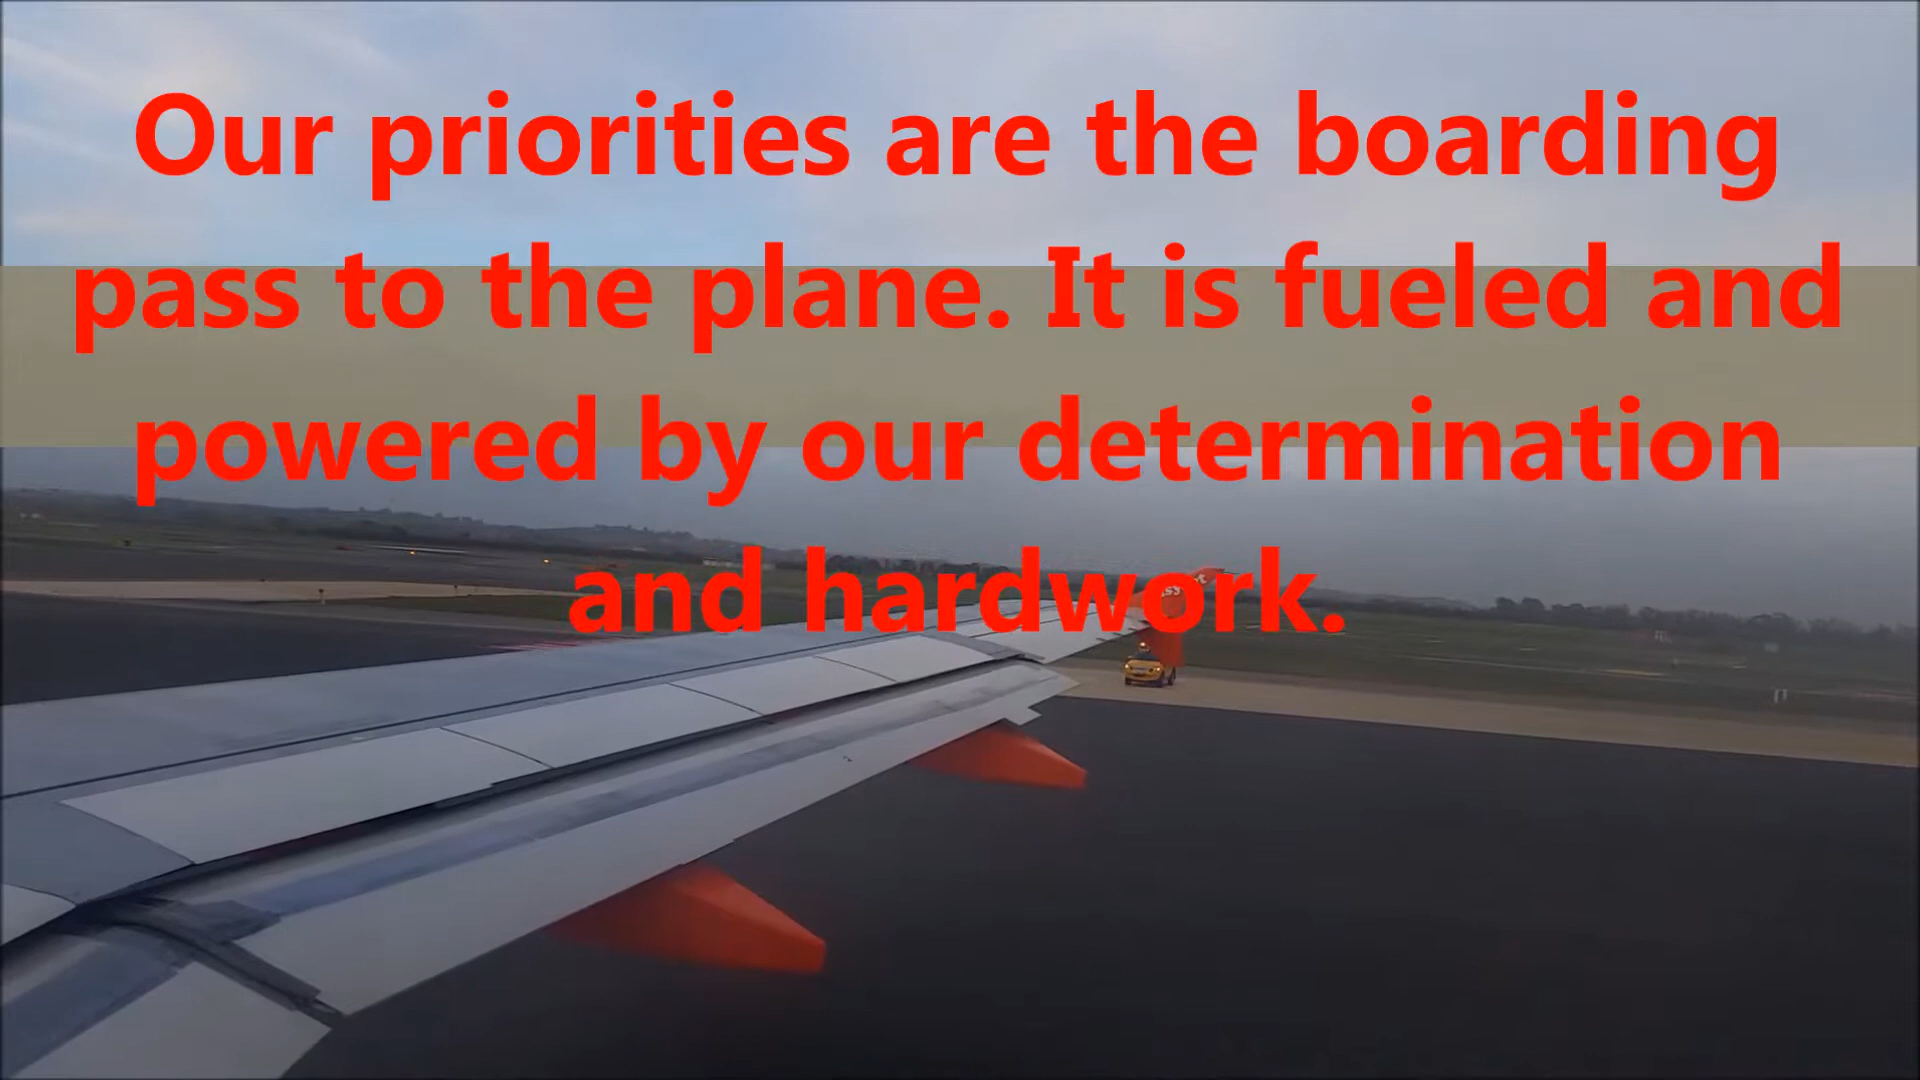 Our priorities are the boarding
pass to the plane. It is fueled and
powered by our determination
and hardwork.